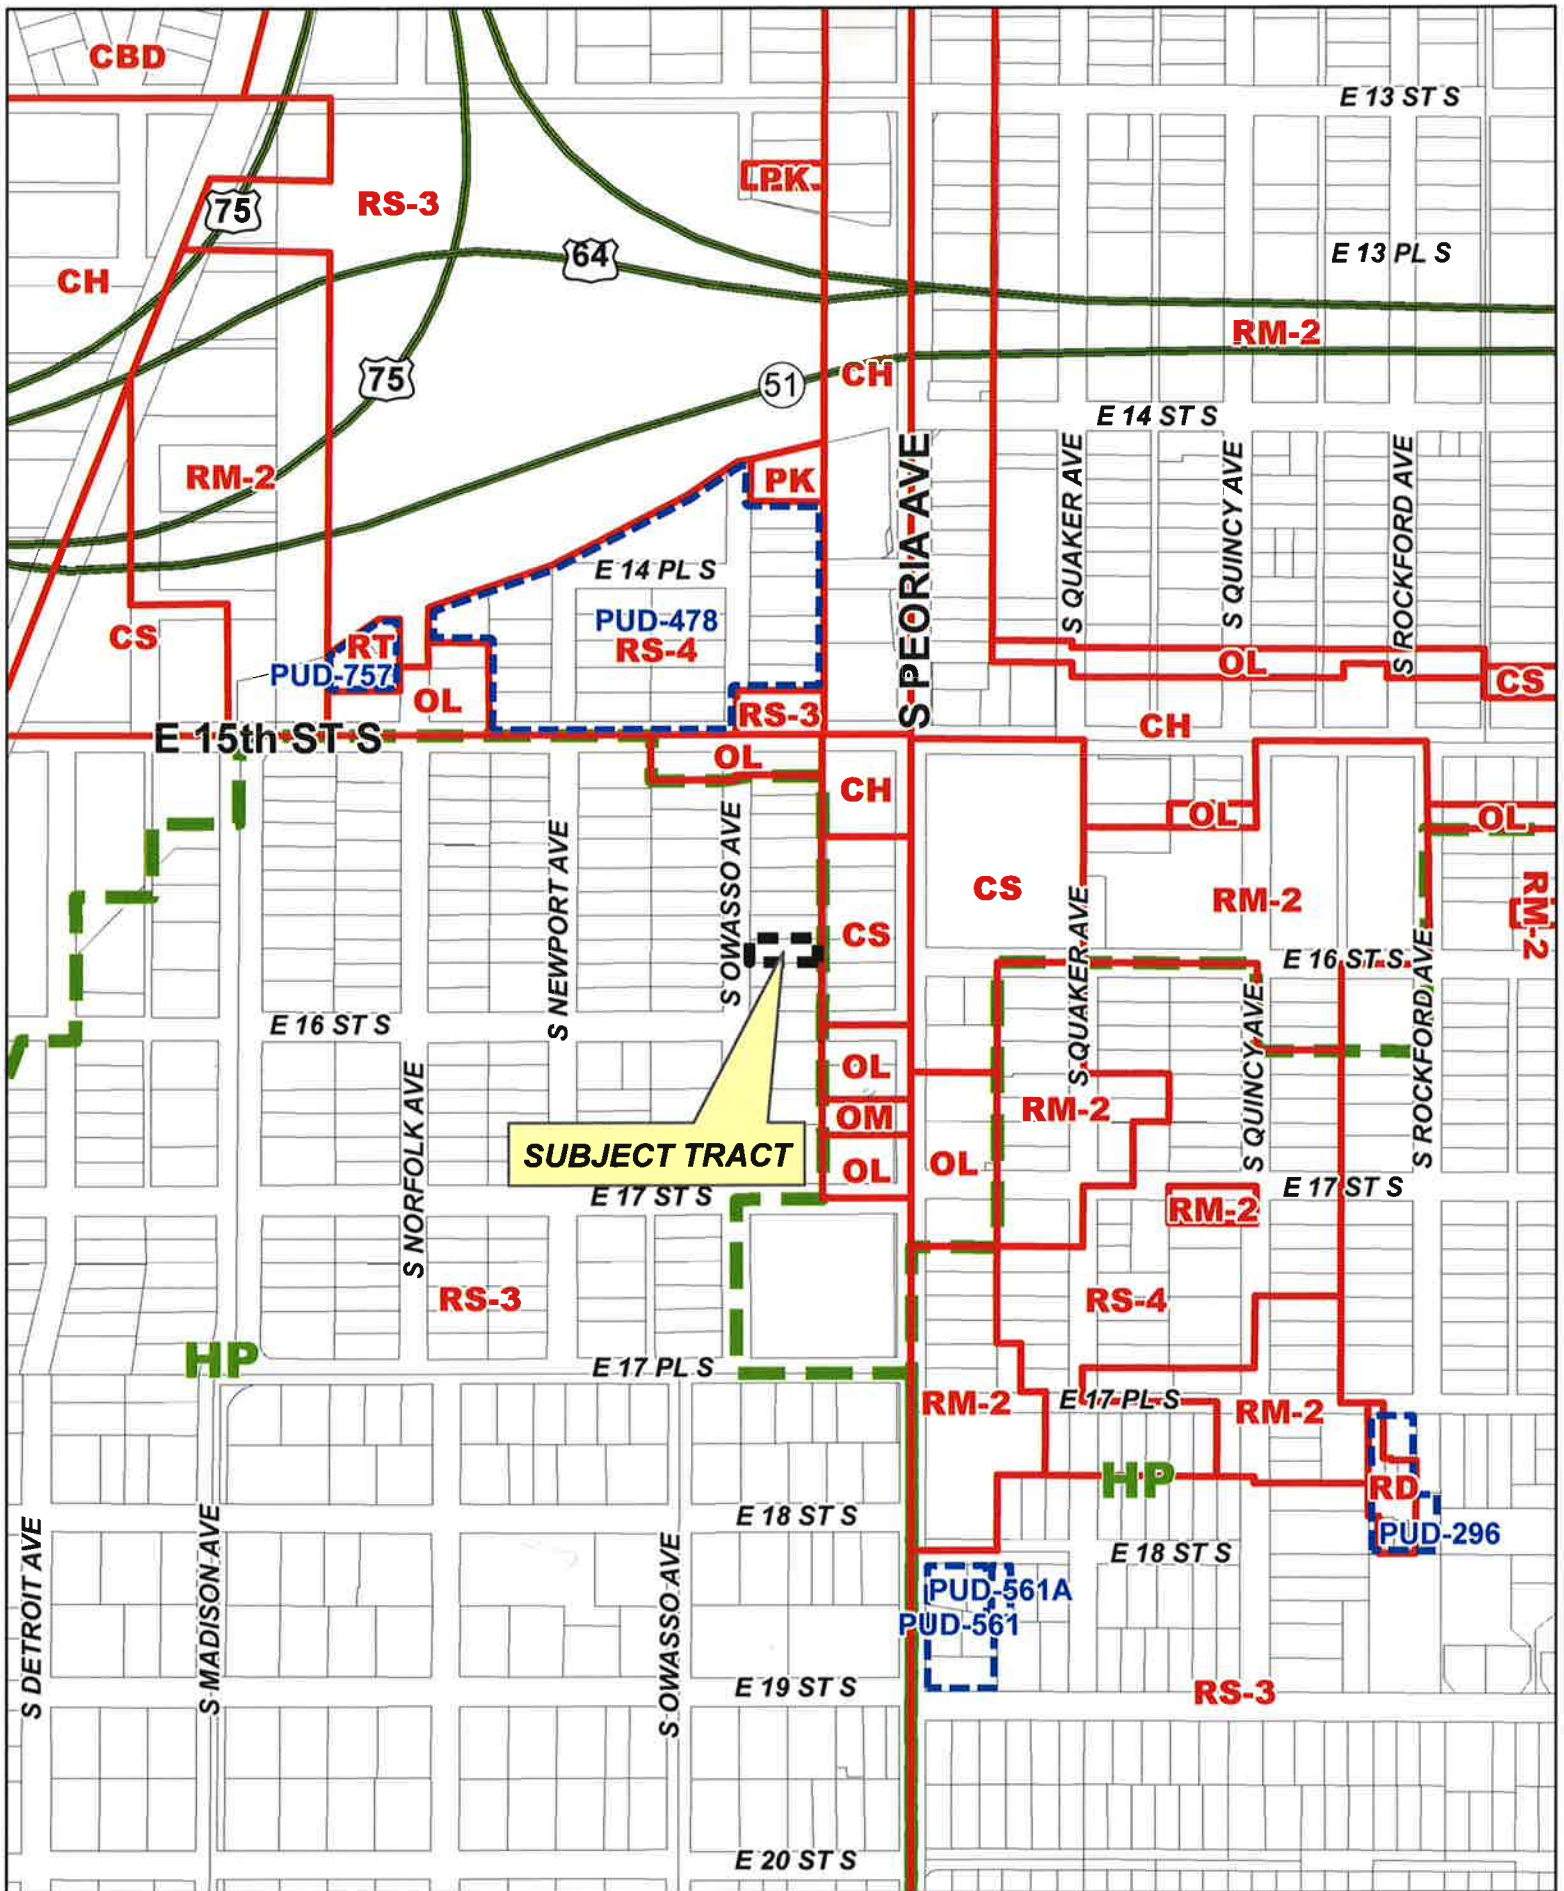 CBD
E 13 ST S
PK
RS-3
75
E 13 PL S
64
CH
RM-2
75
51
CH
E 14 ST S
RM-2
PK
S QUAKER AVE
S QUINCY AVE
S ROCKFORD AVE
S PEORIA AVE
E 14 PL S
PUD-478
RS-4
CS
RT
PUD-757
OL
OL
CS
RS-3
CH
E 15th ST S
OL
CH
OL
OL
CS
RM-2
RM-2
S OWASSO AVE
S NEWPORT AVE
CS
S QUAKER AVE
E 16 ST S
S ROCKFORD AVE
E 16 ST S
S QUINCY AVE
OL
RM-2
OM
SUBJECT TRACT
OL
OL
S NORFOLK AVE
E 17 ST S
E 17 ST S
RM-2
RS-3
RS-4
HP
E 17 PL S
RM-2
E 17 PL S
RM-2
HP
RD
E 18 ST S
PUD-296
E 18 ST S
S DETROIT AVE
S MADISON AVE
S OWASSO AVE
PUD-561A
PUD-561
E 19 ST S
RS-3
E 20 ST S